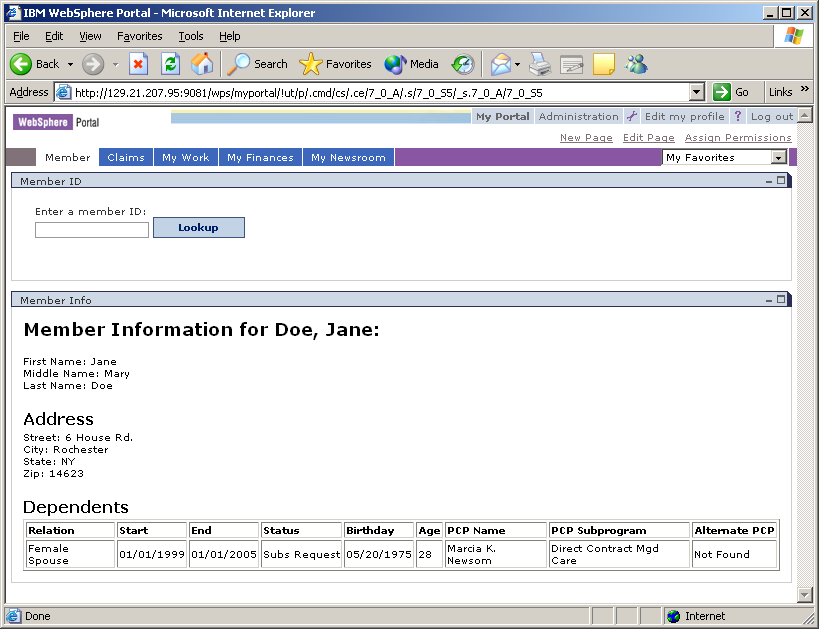 IBM WebSphere Portal - Microsoft Internet Explorer
File Edit View Favorites Tools Help
Back Search Favorites Media
Address http://129.21.207.95:9081/wps/myportal/!ut/p/.cmd/cs/.ce/7_0_A/.s/7_0_S5/_s.7_0_A/7_0_S5 Go Links »
WebSphere Portal My Portal Administration Edit my profile ? Log out
New Page Edit Page Assign Permissions
Member Claims My Work My Finances My Newsroom My Favorites
Member ID
Enter a member ID:
Lookup
Member Info
Member Information for Doe, Jane:
First Name: Jane
Middle Name: Mary
Last Name: Doe
Address
Street: 6 House Rd.
City: Rochester
State: NY
Zip: 14623
Dependents
Relation Start End Status Birthday Age PCP Name PCP Subprogram Alternate PCP
Female Spouse 01/01/1999 01/01/2005 Subs Request 05/20/1975 28 Marcia K. Newsom Direct Contract Mgd Care Not Found
Done Internet